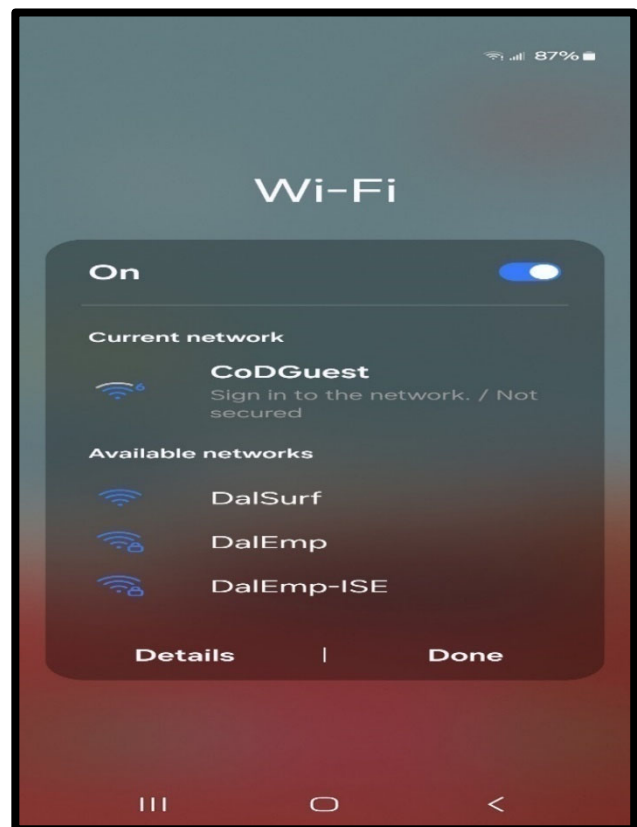 87%
Wi-Fi
On
Current network
CoDGuest
Sign in to the network. / Not
secured
Available networks
DalSurf
DalEmp
DalEmp-ISE
Details | Done